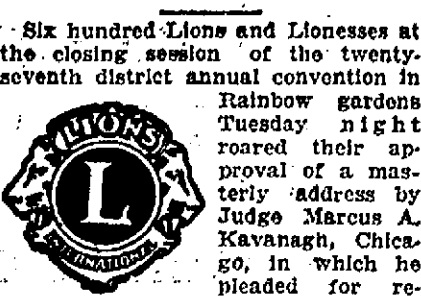 Six hundred Lions and Lionesses at
the closing session of the twenty-
seventh district annual convention in
Rainbow gardens
Tuesday night
roared their ap-
proval of a mas-
terly address by
Judge Marcus A.
Kavanagh, Chica-
go, in which he
pleaded for re-
LIONS
L
INTERNATIONAL